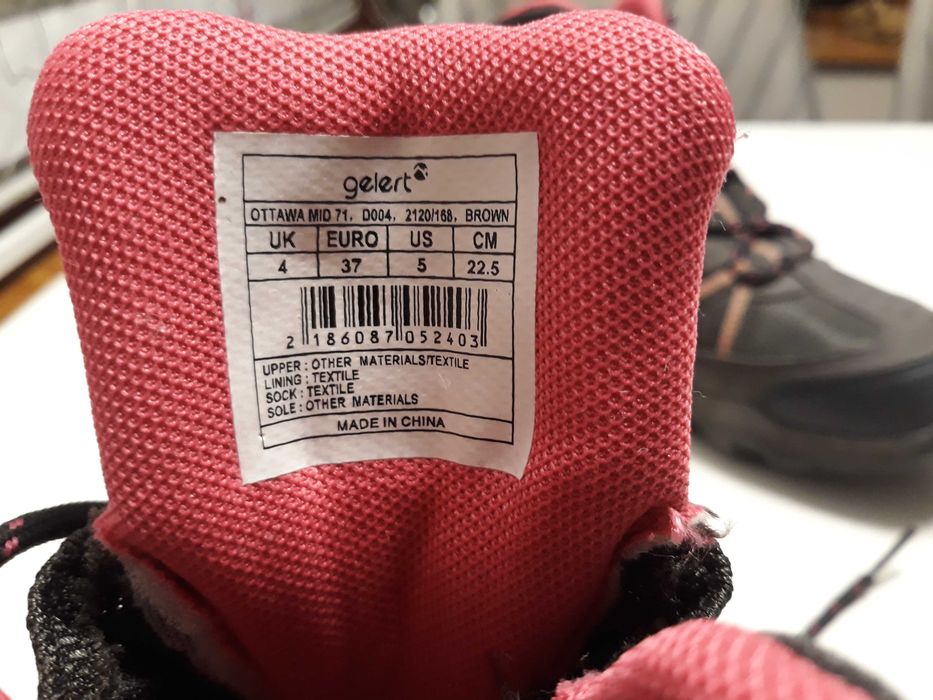 gelert
OTTAWA MID 71, D004, 2120/168, BROWN
UK EURO US CM
4 37 5 22.5
2 186087 052403
UPPER : OTHER MATERIALS/TEXTILE
LINING : TEXTILE
SOCK : TEXTILE
SOLE : OTHER MATERIALS
MADE IN CHINA